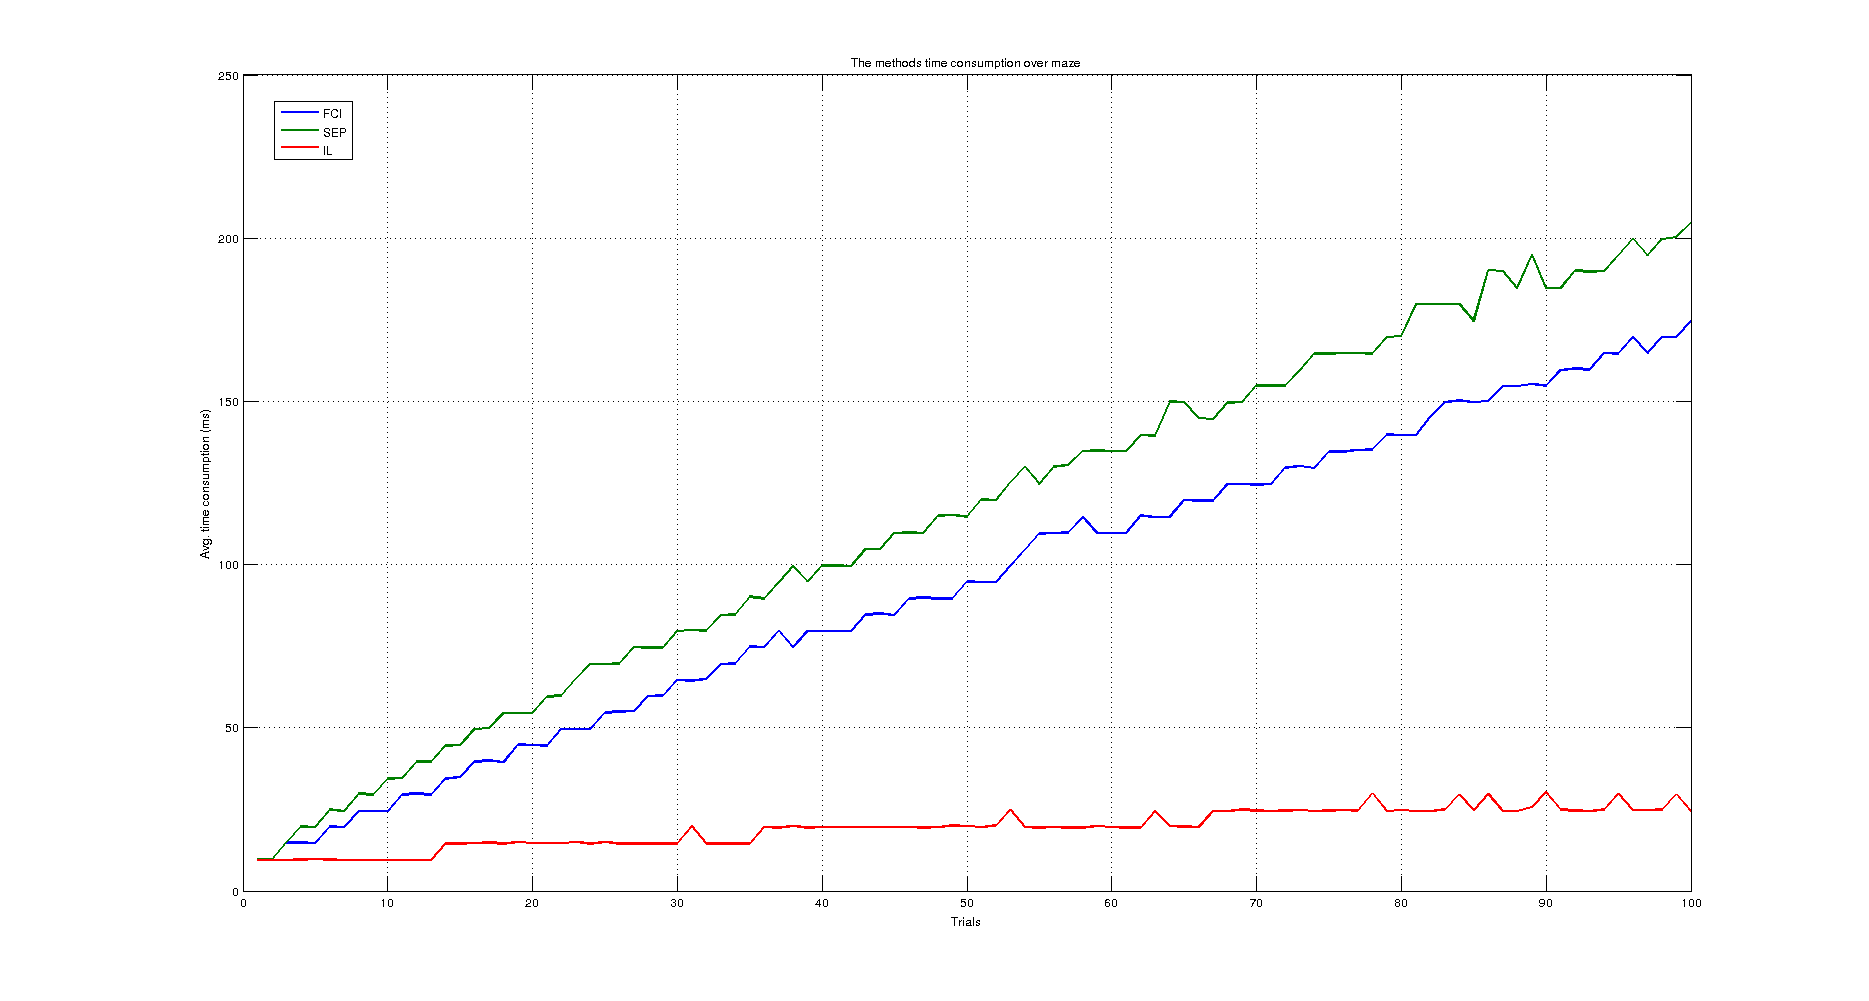 The methods time consumption over maze
250
200
150
100
50
0
Avg. time consumption (ms)
FCI
SEP
IL
0 10 20 30 40 50 60 70 80 90 100
Trials